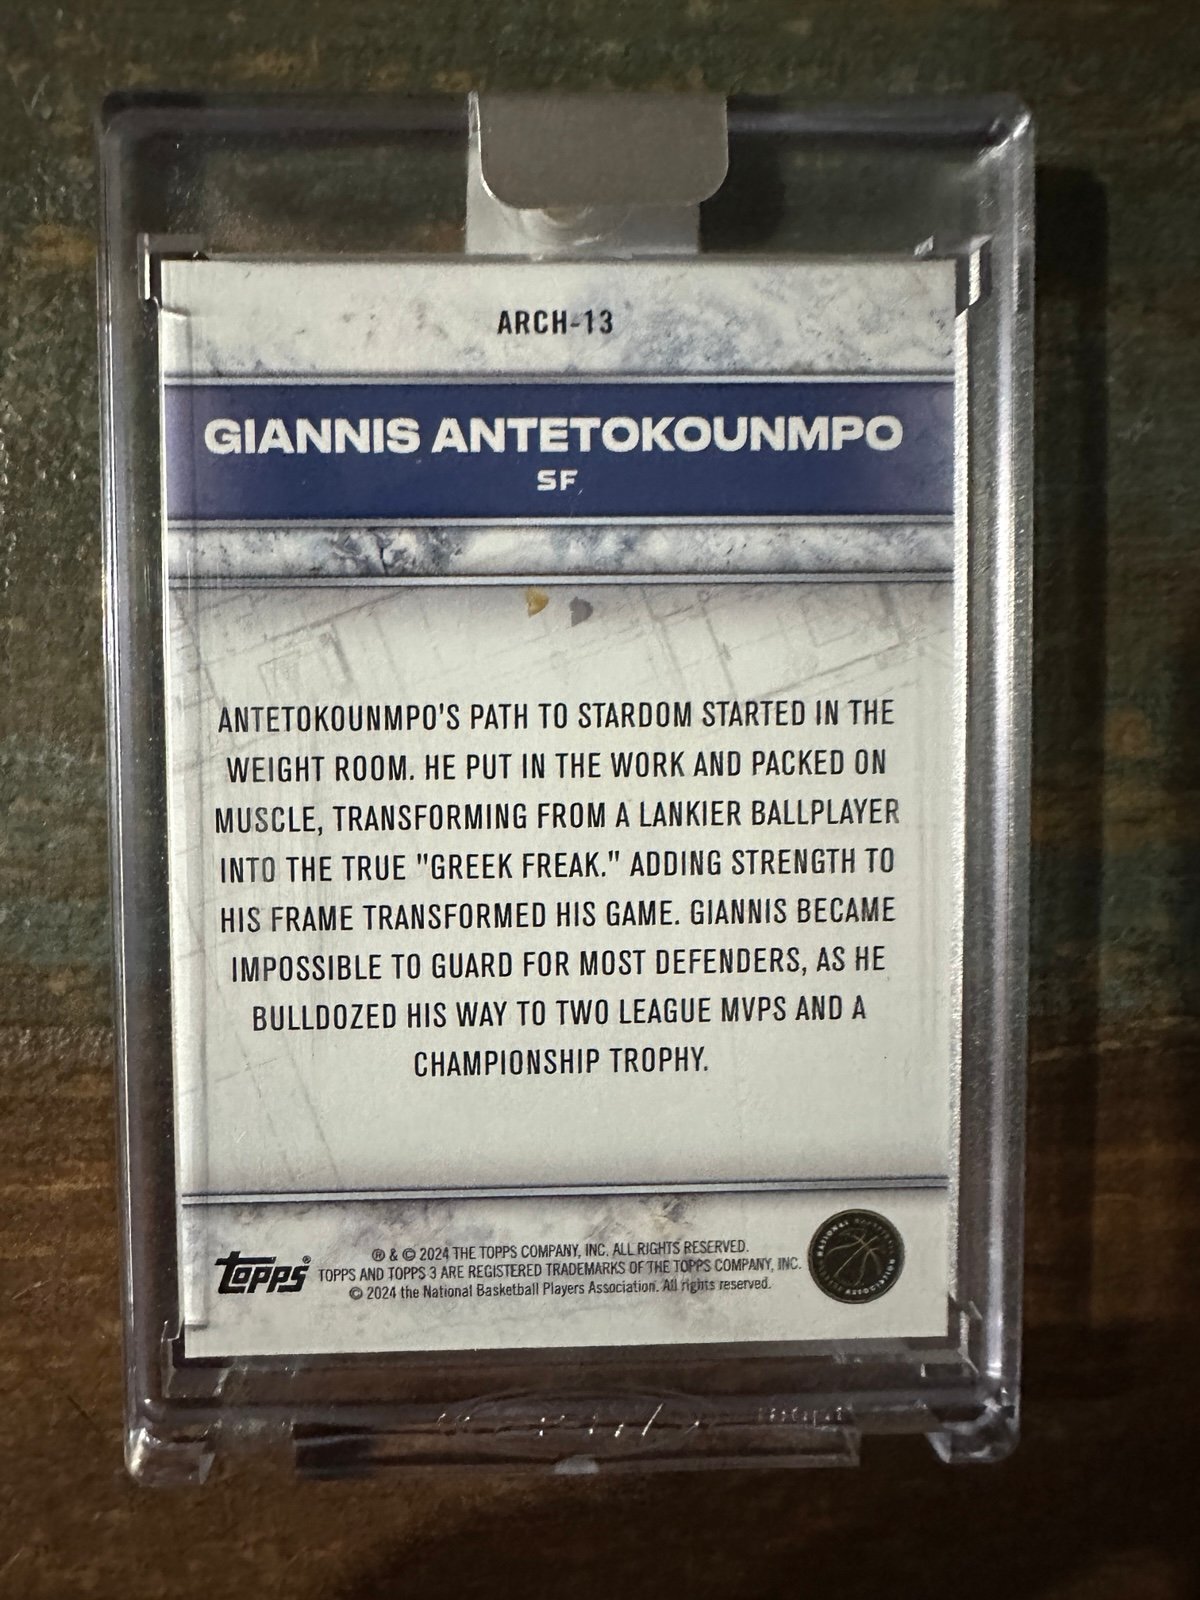 ARCH-13
GIANNIS ANTETOKOUNMPO
SF
ANTETOKOUNMPO'S PATH TO STARDOM STARTED IN THE
WEIGHT ROOM. HE PUT IN THE WORK AND PACKED ON
MUSCLE, TRANSFORMING FROM A LANKIER BALLPLAYER
INTO THE TRUE "GREEK FREAK." ADDING STRENGTH TO
HIS FRAME TRANSFORMED HIS GAME. GIANNIS BECAME
IMPOSSIBLE TO GUARD FOR MOST DEFENDERS, AS HE
BULLDOZED HIS WAY TO TWO LEAGUE MVPS AND A
CHAMPIONSHIP TROPHY.
Topps®
® & © 2024 THE TOPPS COMPANY, INC. ALL RIGHTS RESERVED.
TOPPS AND TOPPS 3 ARE REGISTERED TRADEMARKS OF THE TOPPS COMPANY, INC.
© 2024 the National Basketball Players Association. All rights reserved.
NATIONAL BASKETBALL PLAYERS ASSOCIATION